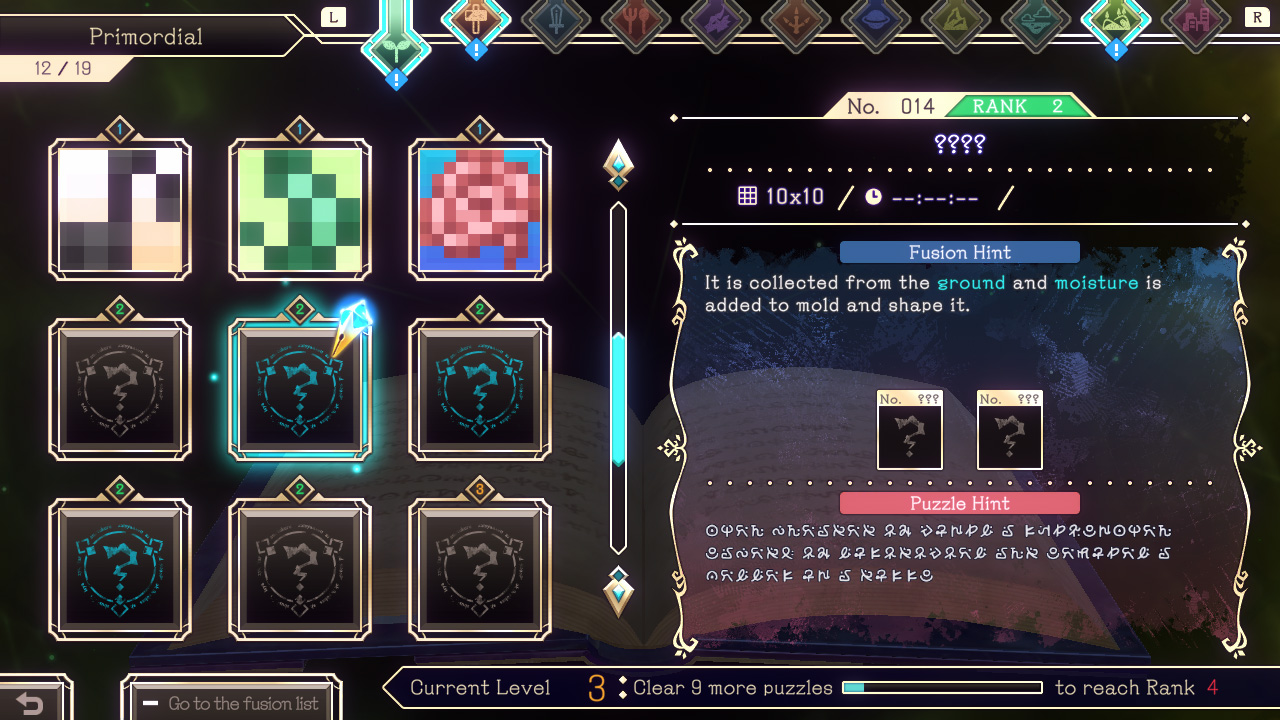 L
R
Primordial
12 / 19
1
1
1
2
2
2
2
2
3
No. 014
RANK 2
????
10x10 / --:--:-- /
Fusion Hint
It is collected from the ground and moisture is
added to mold and shape it.
No. ???
No. ???
Puzzle Hint
Go to the fusion list
Current Level 3
Clear 9 more puzzles
to reach Rank 4